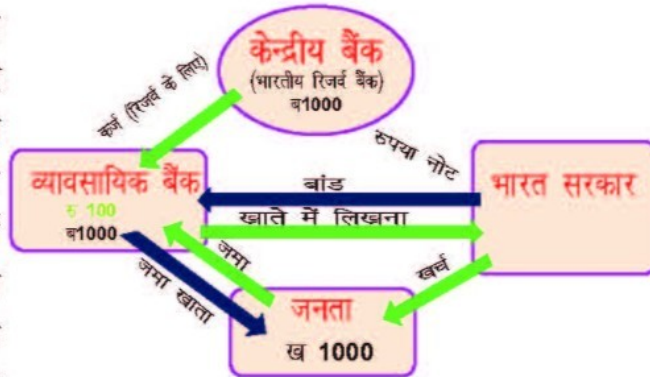 केन्द्रीय बैंक
(भारतीय रिजर्व बैंक)
ब1000
कर्ज (रिजर्व के लिए)
रुपया नोट
व्यावसायिक बैंक
रु 100
ब1000
बांड
खाते में लिखना
भारत सरकार
जमा
जमा खाता
खर्च
जनता
ख 1000